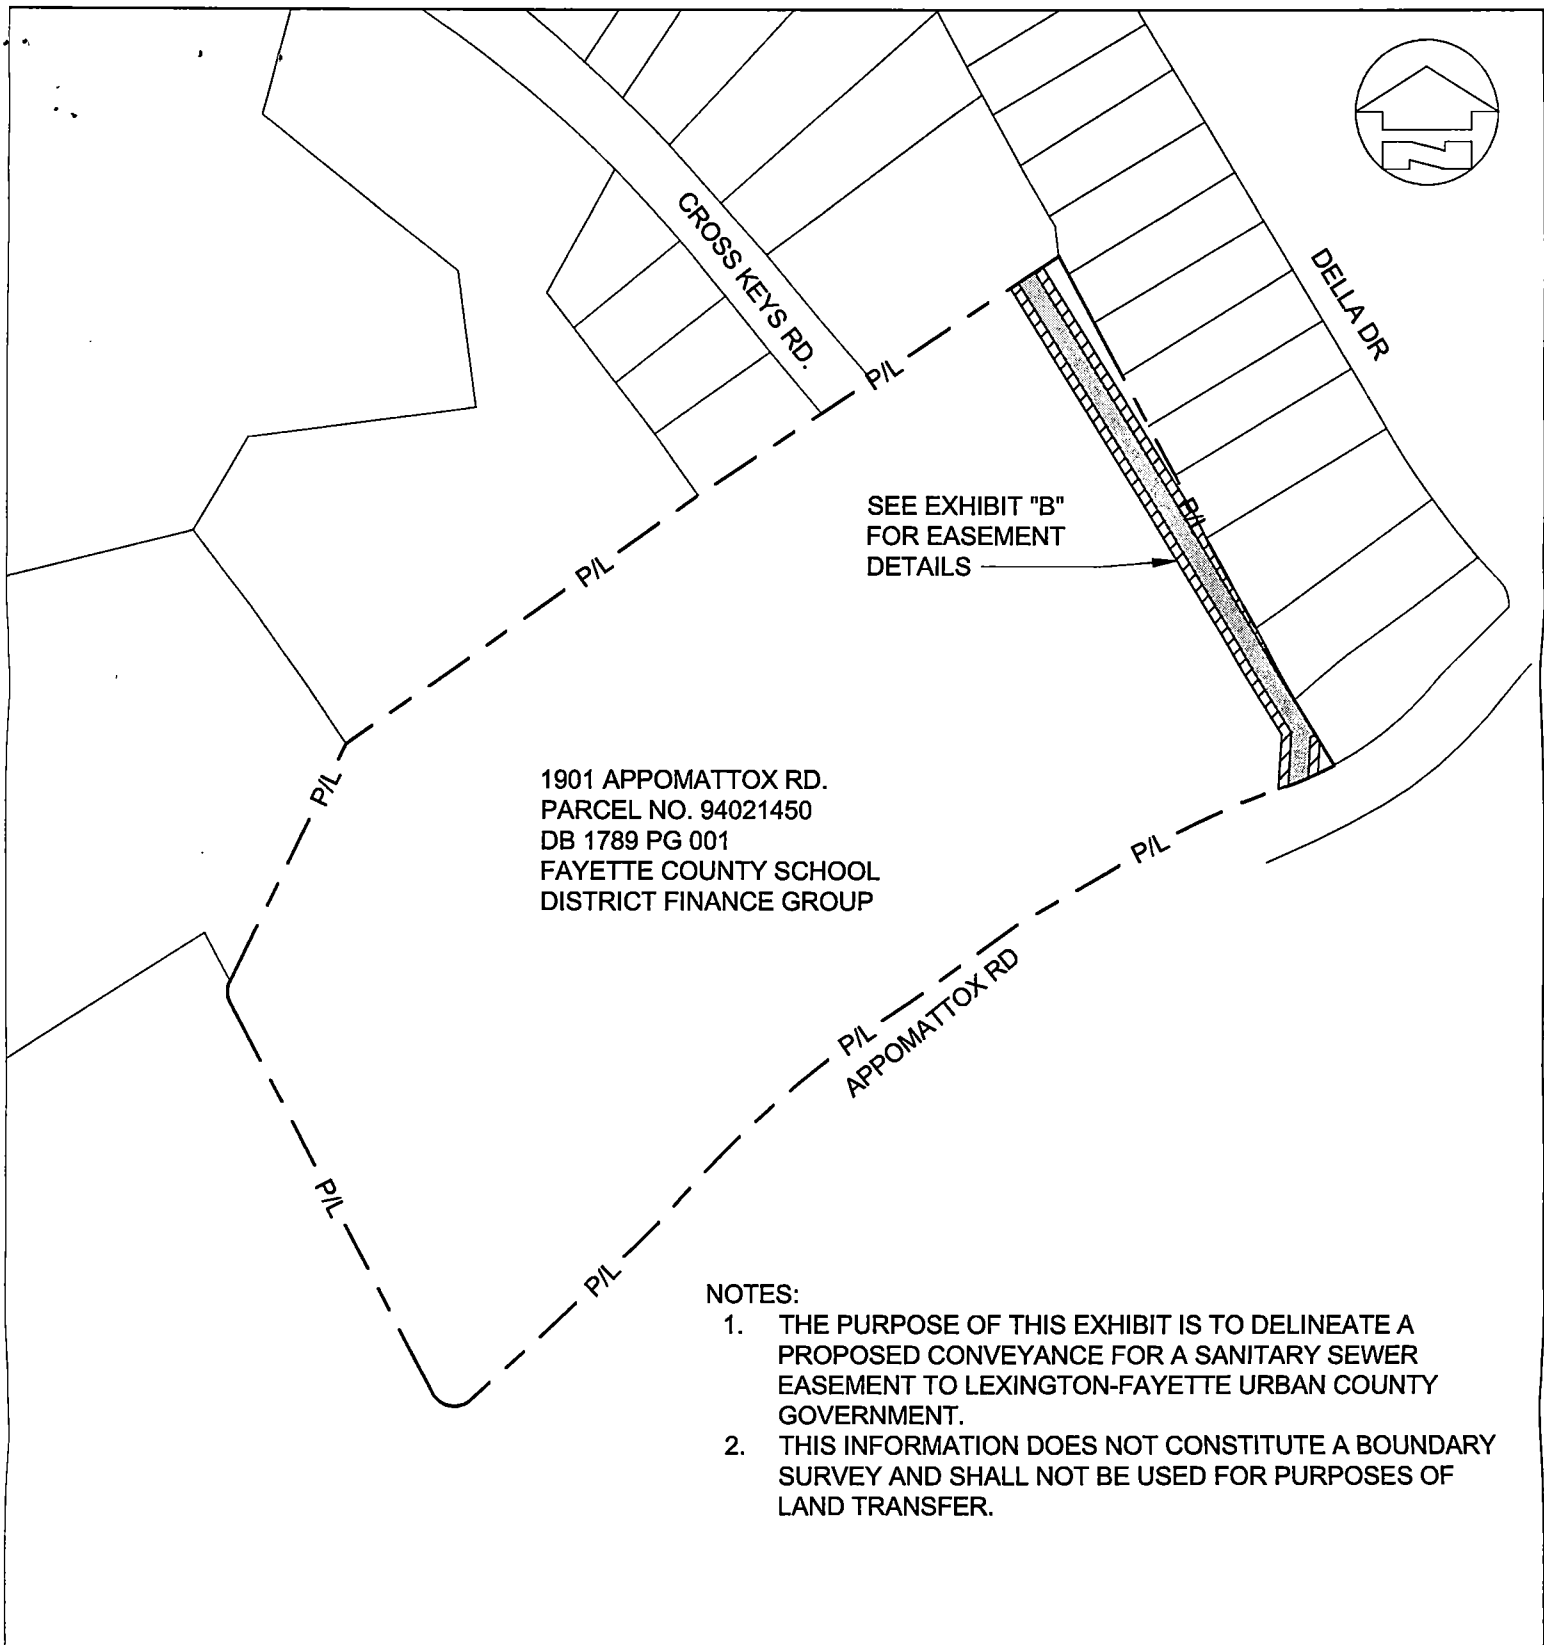 CROSS KEYS RD.
DELLA DR
P/L
P/L
SEE EXHIBIT "B"
FOR EASEMENT
DETAILS
P/L
P/L
1901 APPOMATTOX RD.
PARCEL NO. 94021450
DB 1789 PG 001
FAYETTE COUNTY SCHOOL
DISTRICT FINANCE GROUP
P/L
P/L
APPOMATTOX RD
P/L
P/L
P/L
NOTES:
1. THE PURPOSE OF THIS EXHIBIT IS TO DELINEATE A
PROPOSED CONVEYANCE FOR A SANITARY SEWER
EASEMENT TO LEXINGTON-FAYETTE URBAN COUNTY
GOVERNMENT.
2. THIS INFORMATION DOES NOT CONSTITUTE A BOUNDARY
SURVEY AND SHALL NOT BE USED FOR PURPOSES OF
LAND TRANSFER.
N